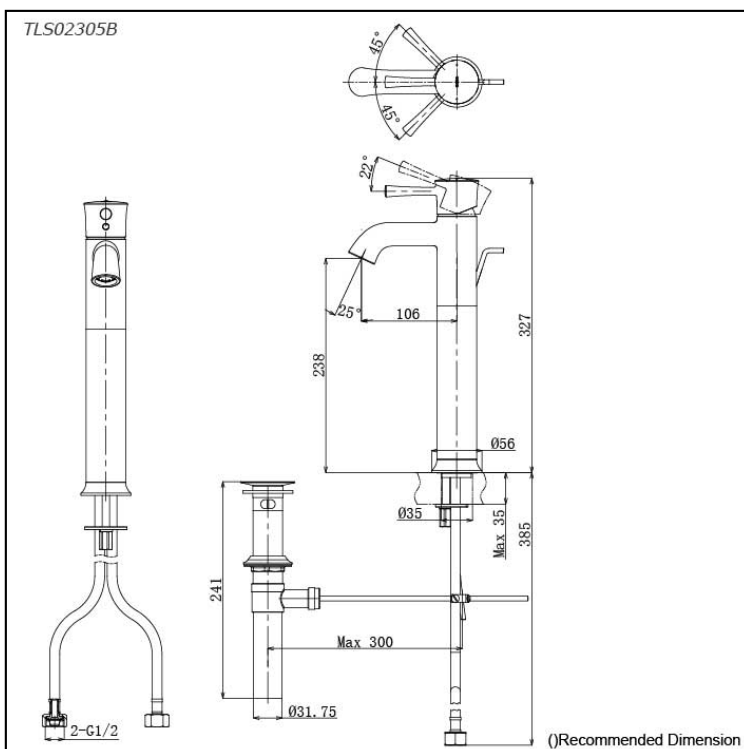 TLS02305B
45°
45°
22°
25°
106
238
327
Ø56
Ø35
Max 35
385
241
Max 300
Ø31.75
2-G1/2
()Recommended Dimension